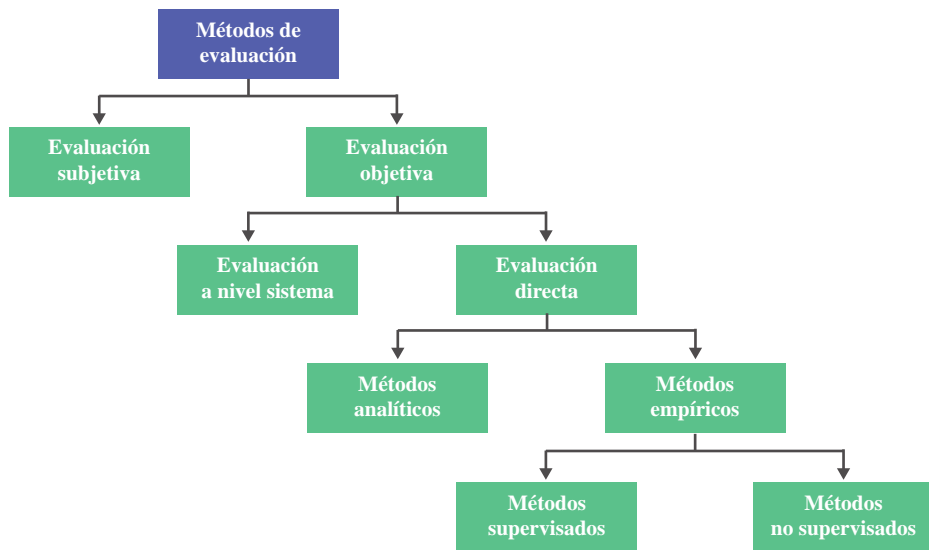 Métodos de
evaluación
Evaluación
subjetiva
Evaluación
objetiva
Evaluación
a nivel sistema
Evaluación
directa
Métodos
analíticos
Métodos
empíricos
Métodos
supervisados
Métodos
no supervisados